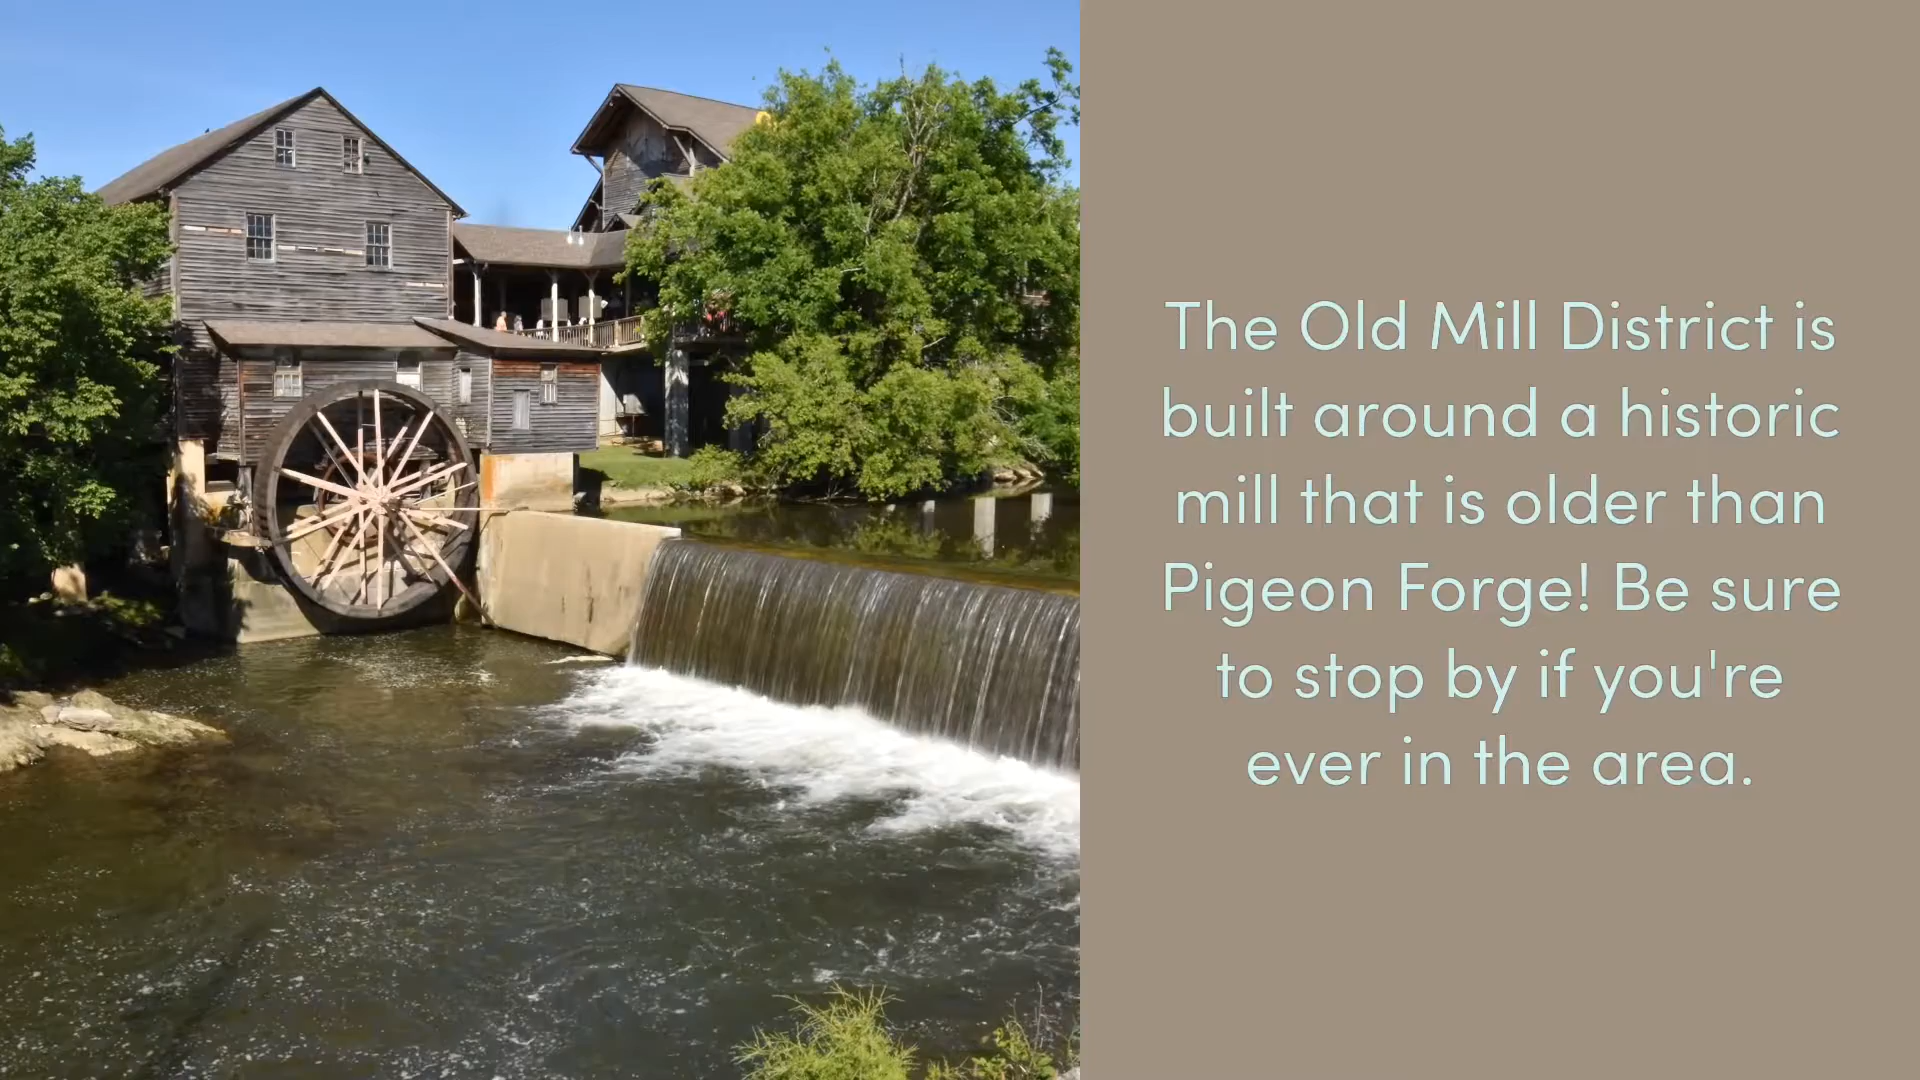 The Old Mill District is
built around a historic
mill that is older than
Pigeon Forge! Be sure
to stop by if you're
ever in the area.